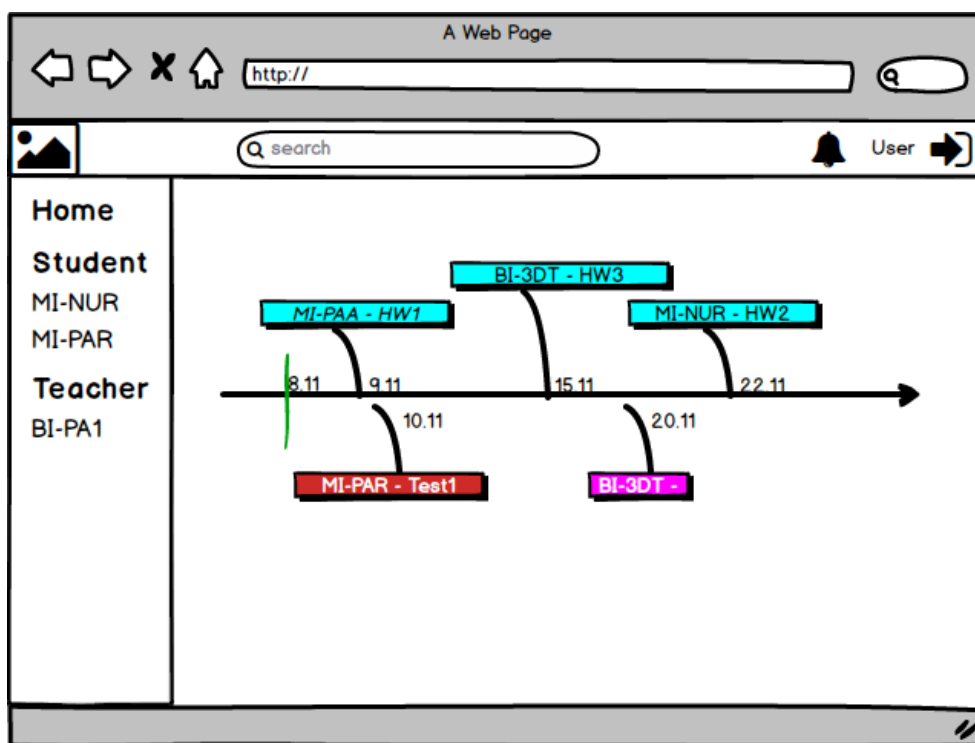 A Web Page
http://
search
User
Home
Student
MI-NUR
MI-PAR
Teacher
BI-PA1
BI-3DT - HW3
MI-PAA - HW1
MI-NUR - HW2
8.11
9.11
15.11
22.11
10.11
20.11
MI-PAR - Test1
BI-3DT -